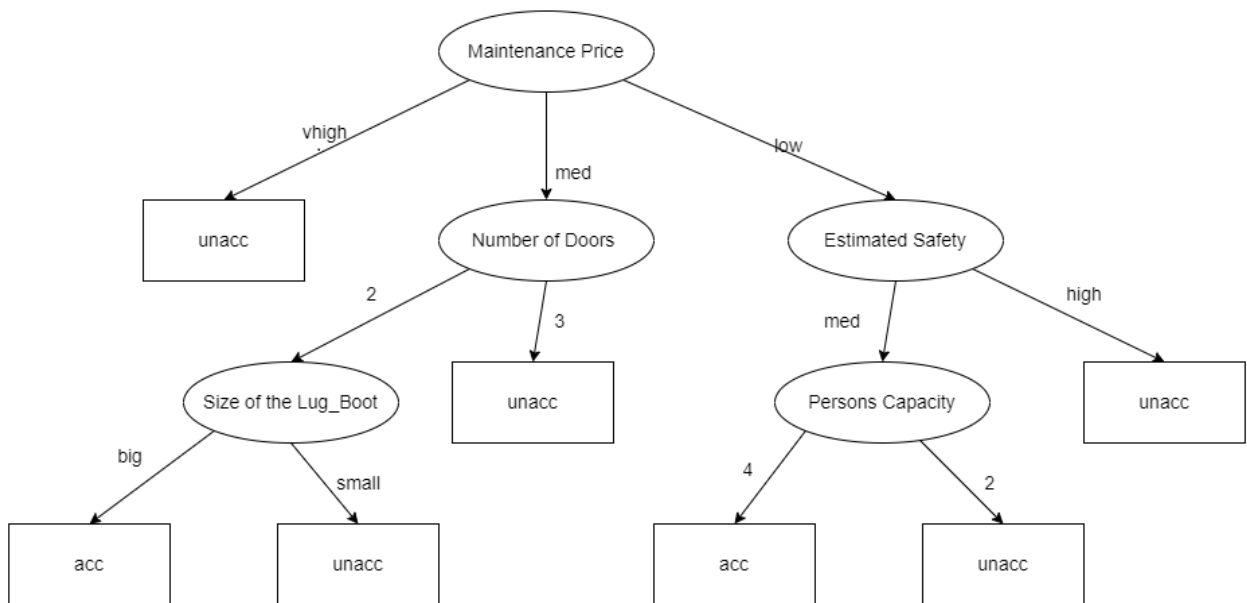 Maintenance Price
vhigh
low
med
unacc
Number of Doors
Estimated Safety
2
high
3
med
Size of the Lug_Boot
unacc
Persons Capacity
unacc
big
4
small
2
acc
unacc
acc
unacc